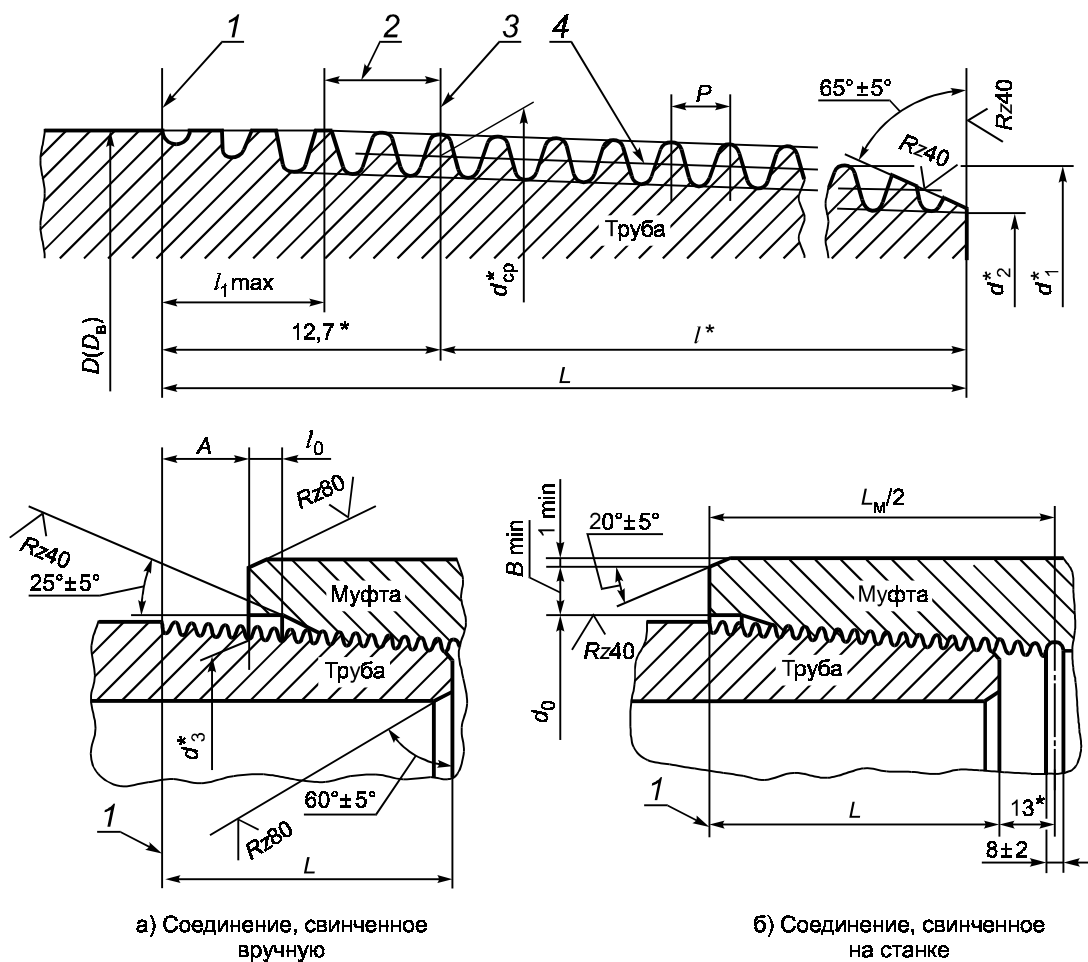 1
2
3
4
P
65°±5°
Rz40
Rz40
Труба
d*ср
d*2
d*1
l1 max
D(Dв)
12,7 *
l*
L
A
l0
Rz80
Rz40
25°±5°
Муфта
Труба
d*3
60°±5°
Rz80
1
L
1 min
B min
20°±5°
Lм/2
Муфта
Rz40
Труба
d0
1
L
13*
8±2
а) Соединение, свинченное
вручную
б) Соединение, свинченное
на станке